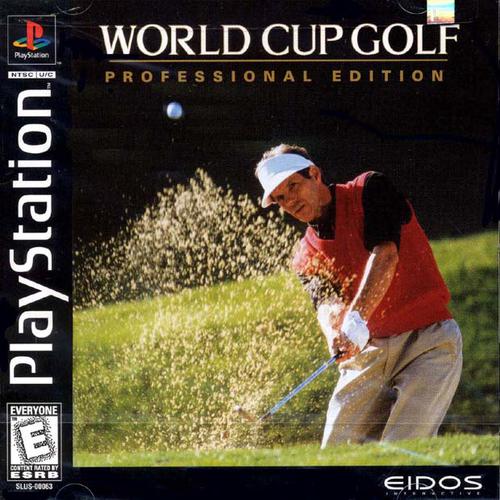 WORLD CUP GOLF
PROFESSIONAL EDITION
PlayStation
NTSC U/C
PlayStation
EVERYONE
E
CONTENT RATED BY
ESRB
SLUS-00063
EIDOS
INTERACTIVE